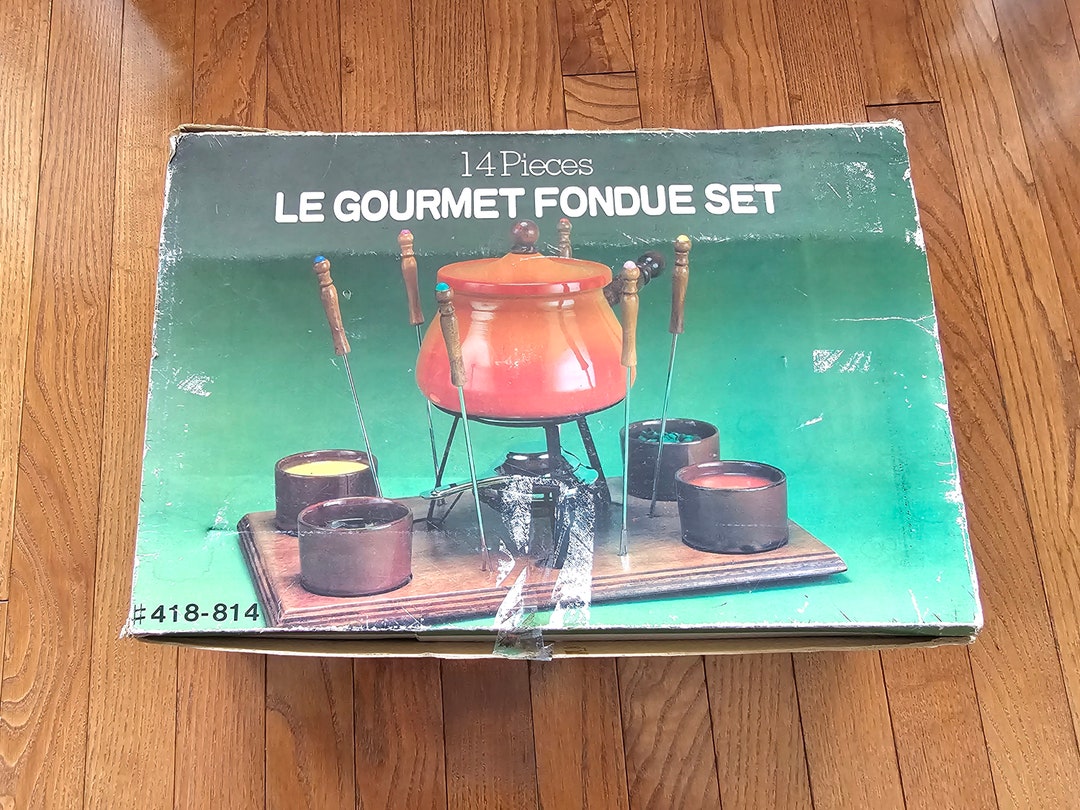 14 Pieces
LE GOURMET FONDUE SET
#418-814